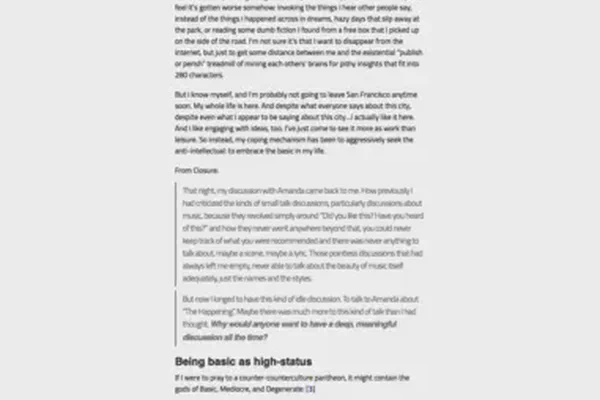 feel it's gotten worse somehow: invoking the things I hear other people say,
instead of the things I happened across in dreams, hazy days that slip away at
the park, or reading some dumb fiction I found from a free box that I picked up
on the side of the road. I'm not sure it's that I want to disappear from the
internet, but just to get some distance between me and the existential "publish
or perish" treadmill of mining each others' brains for pithy insights that fit into
280 characters.
But I know myself, and I'm probably not going to leave San Francisco anytime
soon. My whole life is here. And despite what everyone says about this city,
despite even what I appear to be saying about this city...I actually like it here.
And I like engaging with ideas, too. I've just come to see it more as work than
leisure. So instead, my coping mechanism has been to aggressively seek the
anti-intellectual: to embrace the basic in my life.
From Closure:
That night, my discussion with Amanda came back to me. How previously I
had criticized the kinds of small talk discussions, particularly discussions about
music, because they revolved simply around "Did you like this? Have you heard
of this?" and how they never went anywhere beyond that, you could never
keep track of what you were recommended and there was never anything to
talk about, maybe a scene, maybe a lyric. Those pointless discussions that had
always left me empty, never able to talk about the beauty of music itself
adequately, just the names and the styles.
But now I longed to have this kind of idle discussion. To talk to Amanda about
"The Happening". Maybe there was much more to this kind of talk than I had
thought. Why would anyone want to have a deep, meaningful
discussion all the time?
Being basic as high-status
If I were to pray to a counter-counterculture pantheon, it might contain the
gods of Basic, Mediocre, and Degenerate. [3]